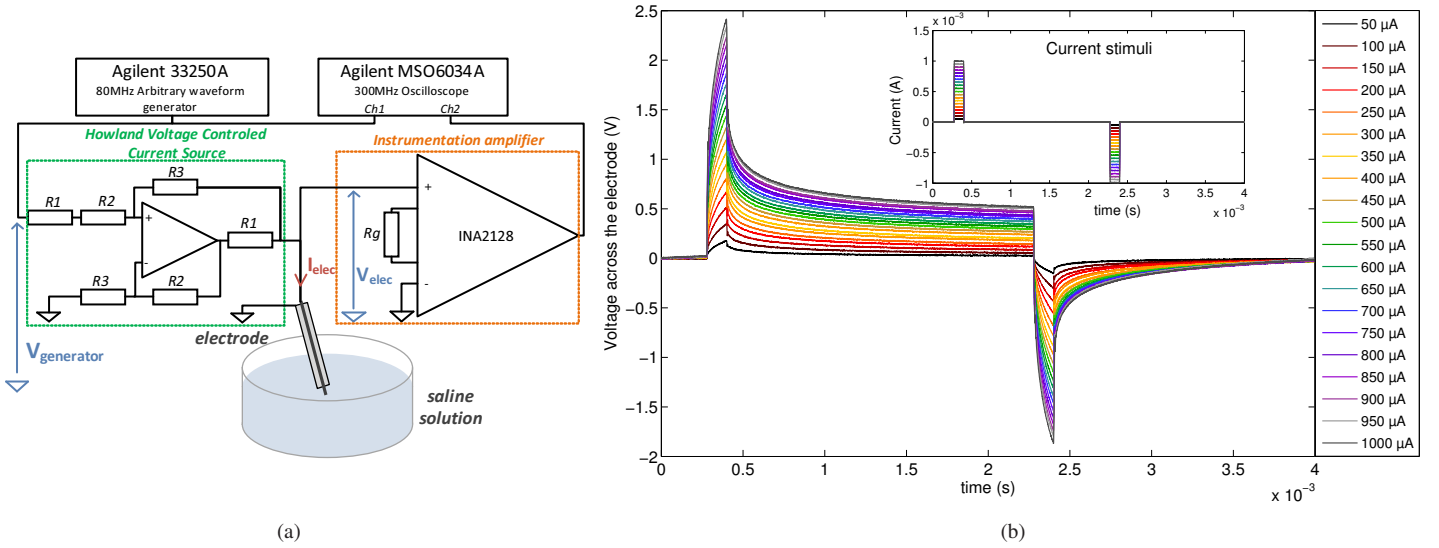 Agilent 33250A
80MHz Arbitrary waveform
generator
Agilent MSO6034A
300MHz Oscilloscope
Ch1 Ch2
Howland Voltage Controled
Current Source
Instrumentation amplifier
R3
R1 R2
+
R1
-
R3 R2
I_elec
V_generator
electrode
+
Rg
INA2128
V_elec
-
saline
solution
(a)
Voltage across the electrode (V)
2.5
2
1.5
1
0.5
0
−0.5
−1
−1.5
−2
0 0.5 1 1.5 2 2.5 3 3.5 4
time (s)
x 10⁻³
x 10⁻³
Current stimuli
Current (A)
1.5
1
0.5
0
−0.5
−1
0 0.5 1 1.5 2 2.5 3 3.5 4
time (s)
x 10⁻³
50 µA
100 µA
150 µA
200 µA
250 µA
300 µA
350 µA
400 µA
450 µA
500 µA
550 µA
600 µA
650 µA
700 µA
750 µA
800 µA
850 µA
900 µA
950 µA
1000 µA
(b)